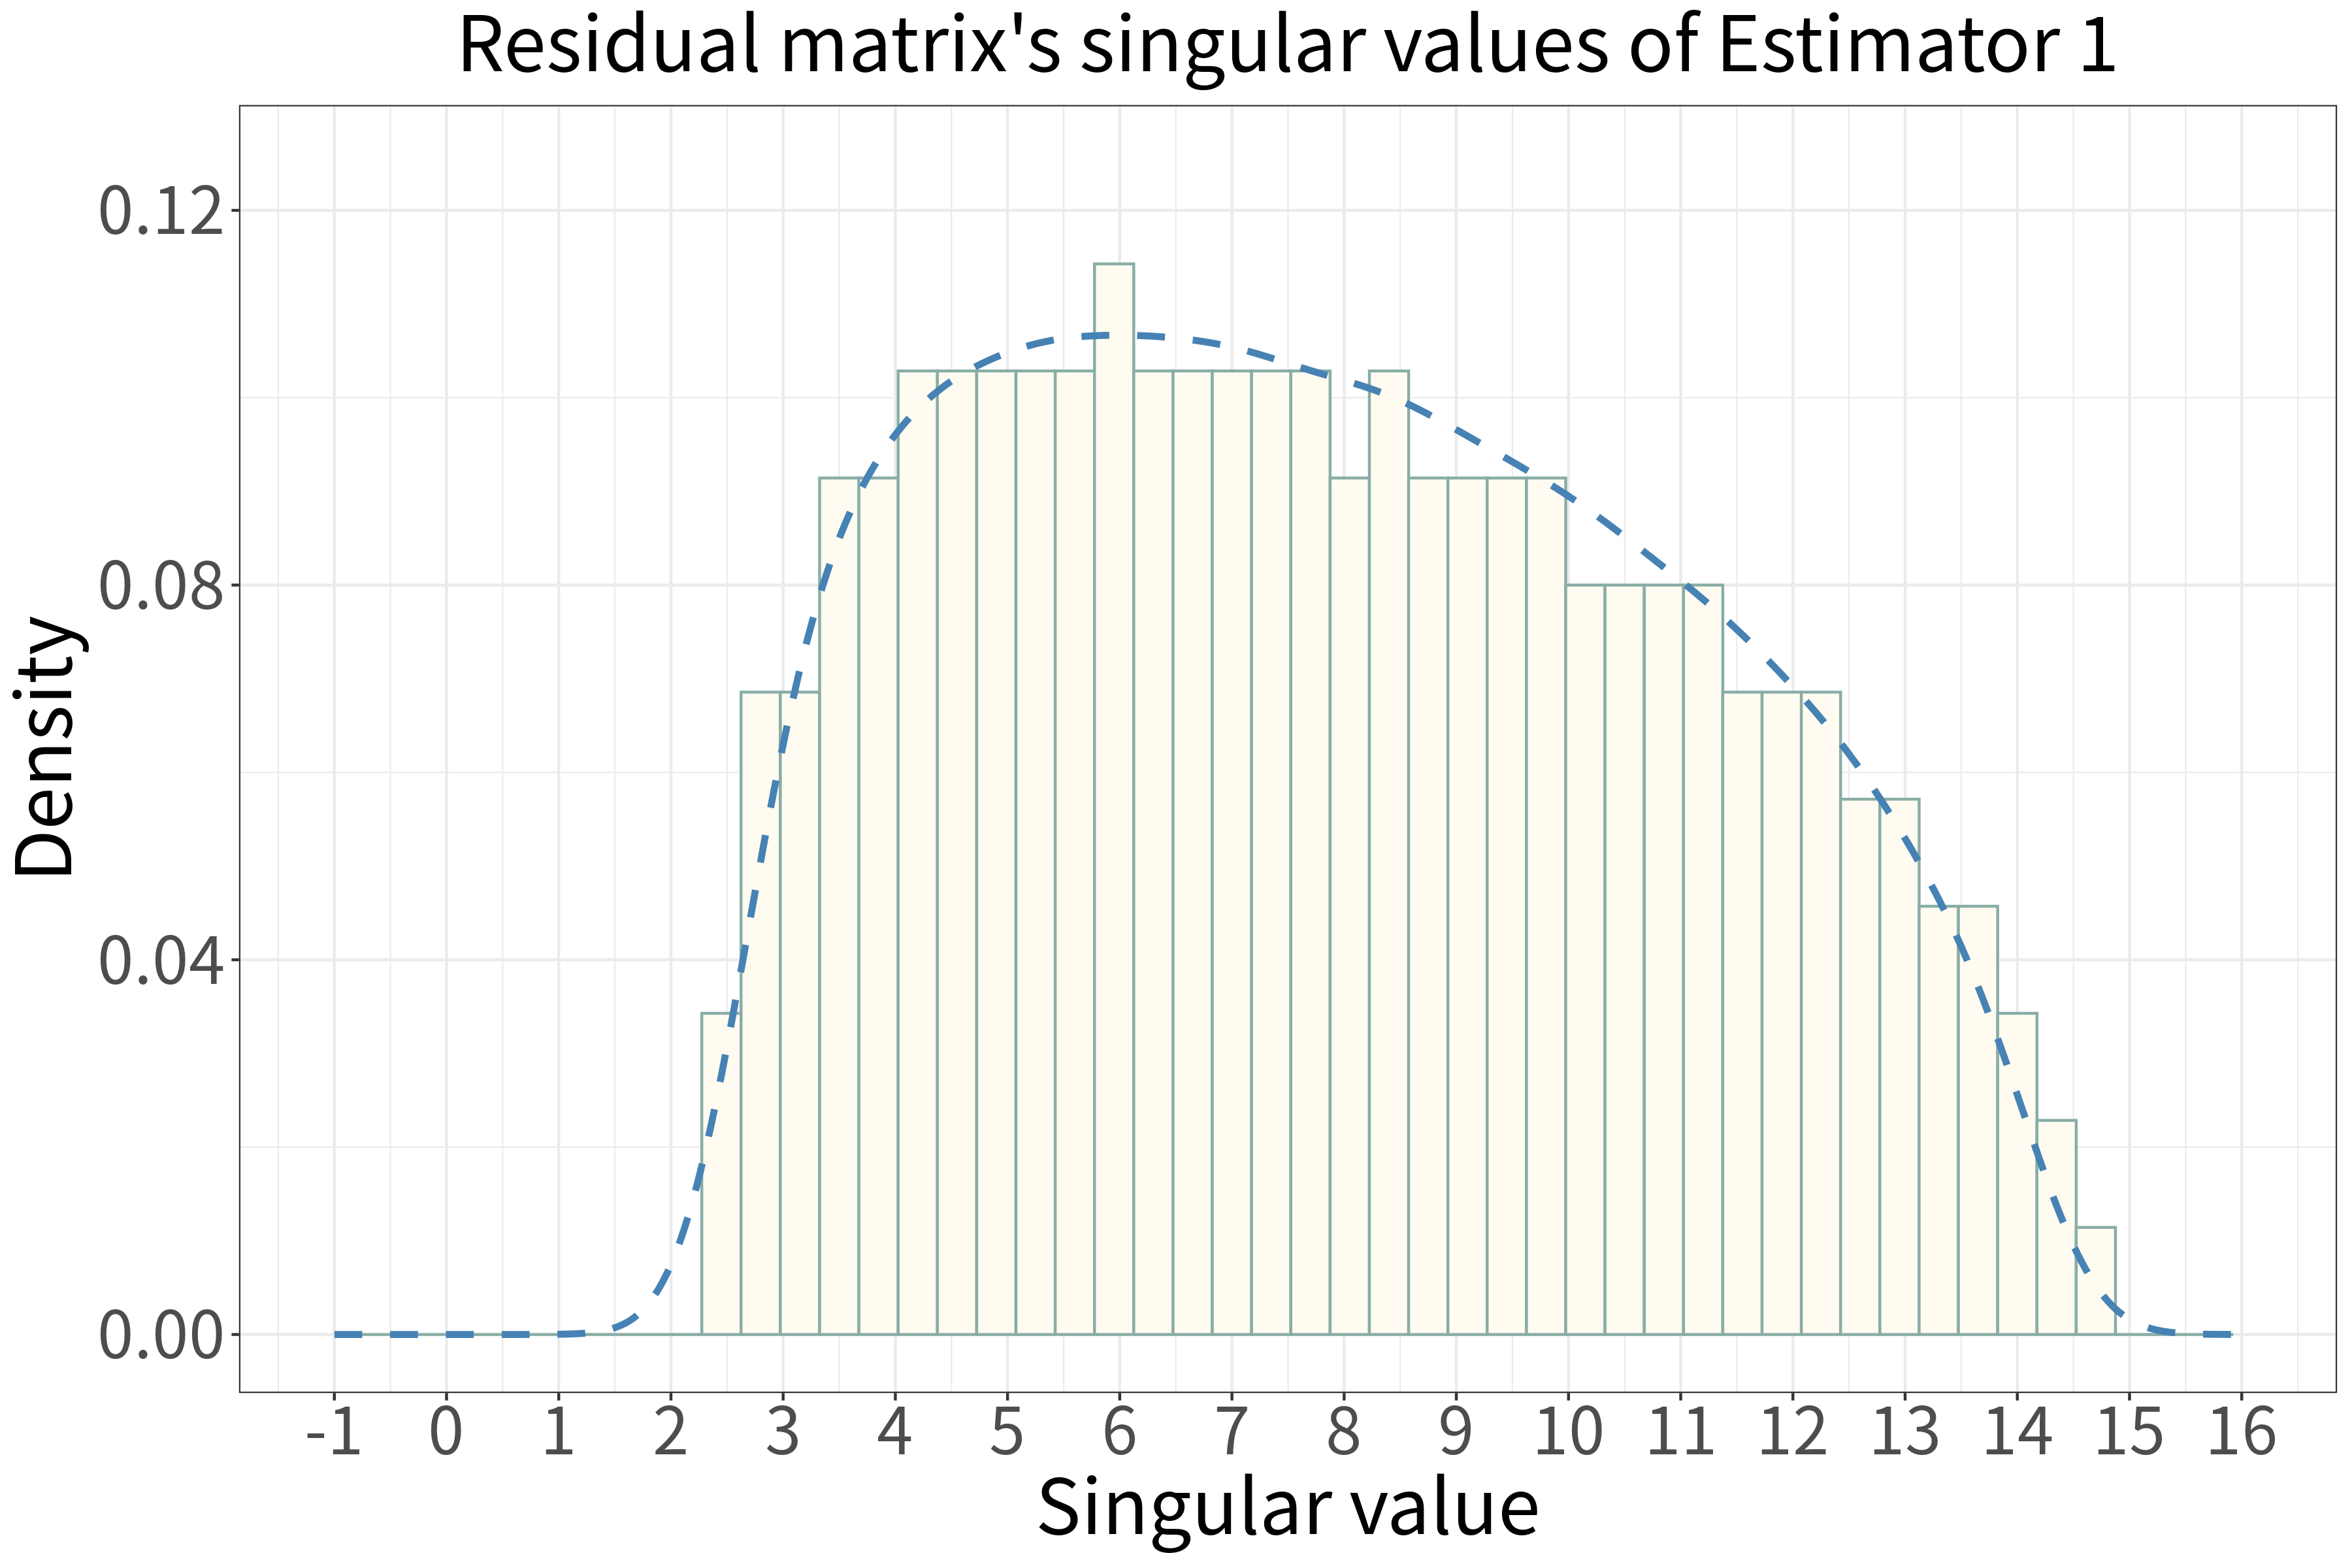 Residual matrix's singular values of Estimator 1
Density
0.12
0.08
0.04
0.00
-1 0 1 2 3 4 5 6 7 8 9 10 11 12 13 14 15 16
Singular value